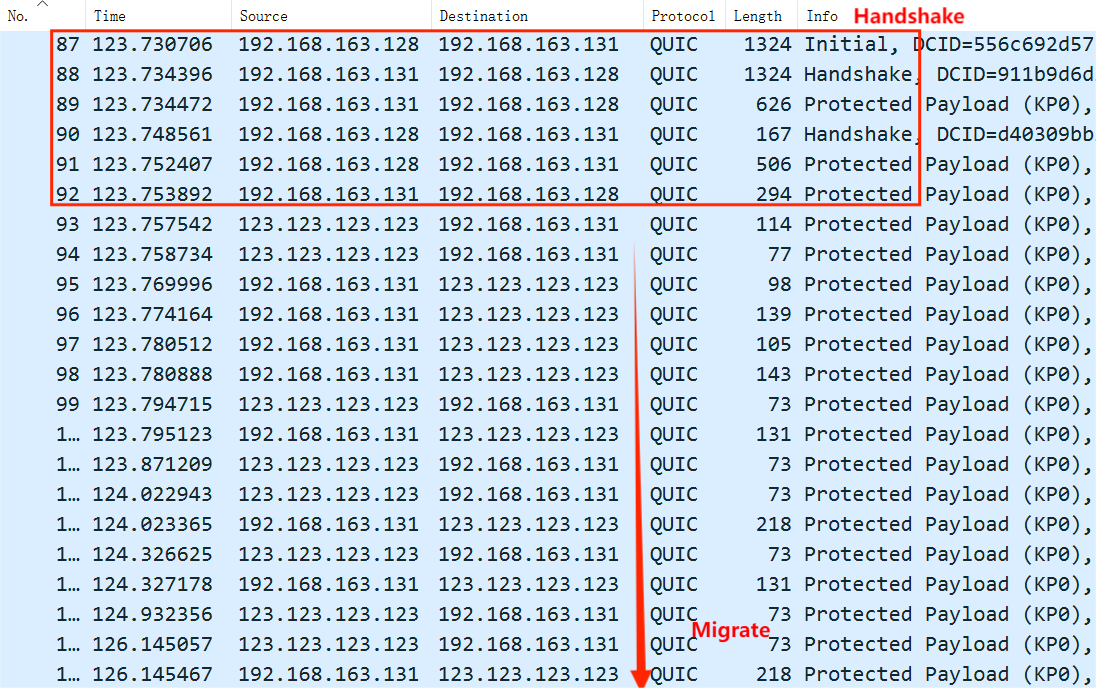 No. Time Source Destination Protocol Length Info Handshake
87 123.730706 192.168.163.128 192.168.163.131 QUIC 1324 Initial, DCID=556c692d57
88 123.734396 192.168.163.131 192.168.163.128 QUIC 1324 Handshake, DCID=911b9d6d
89 123.734472 192.168.163.131 192.168.163.128 QUIC 626 Protected Payload (KP0),
90 123.748561 192.168.163.128 192.168.163.131 QUIC 167 Handshake, DCID=d40309bb
91 123.752407 192.168.163.128 192.168.163.131 QUIC 506 Protected Payload (KP0),
92 123.753892 192.168.163.131 192.168.163.128 QUIC 294 Protected Payload (KP0),
93 123.757542 123.123.123.123 192.168.163.131 QUIC 114 Protected Payload (KP0),
94 123.758734 123.123.123.123 192.168.163.131 QUIC 77 Protected Payload (KP0),
95 123.769996 192.168.163.131 123.123.123.123 QUIC 98 Protected Payload (KP0),
96 123.774164 192.168.163.131 123.123.123.123 QUIC 139 Protected Payload (KP0),
97 123.780512 192.168.163.131 123.123.123.123 QUIC 105 Protected Payload (KP0),
98 123.780888 192.168.163.131 123.123.123.123 QUIC 143 Protected Payload (KP0),
99 123.794715 123.123.123.123 192.168.163.131 QUIC 73 Protected Payload (KP0),
1… 123.795123 192.168.163.131 123.123.123.123 QUIC 131 Protected Payload (KP0),
1… 123.871209 123.123.123.123 192.168.163.131 QUIC 73 Protected Payload (KP0),
1… 124.022943 123.123.123.123 192.168.163.131 QUIC 73 Protected Payload (KP0),
1… 124.023365 192.168.163.131 123.123.123.123 QUIC 218 Protected Payload (KP0),
1… 124.326625 123.123.123.123 192.168.163.131 QUIC 73 Protected Payload (KP0),
1… 124.327178 192.168.163.131 123.123.123.123 QUIC 131 Protected Payload (KP0),
1… 124.932356 123.123.123.123 192.168.163.131 QUIC 73 Protected Payload (KP0),
Migrate
1… 126.145057 123.123.123.123 192.168.163.131 QUIC 73 Protected Payload (KP0),
1… 126.145467 192.168.163.131 123.123.123.123 QUIC 218 Protected Payload (KP0),